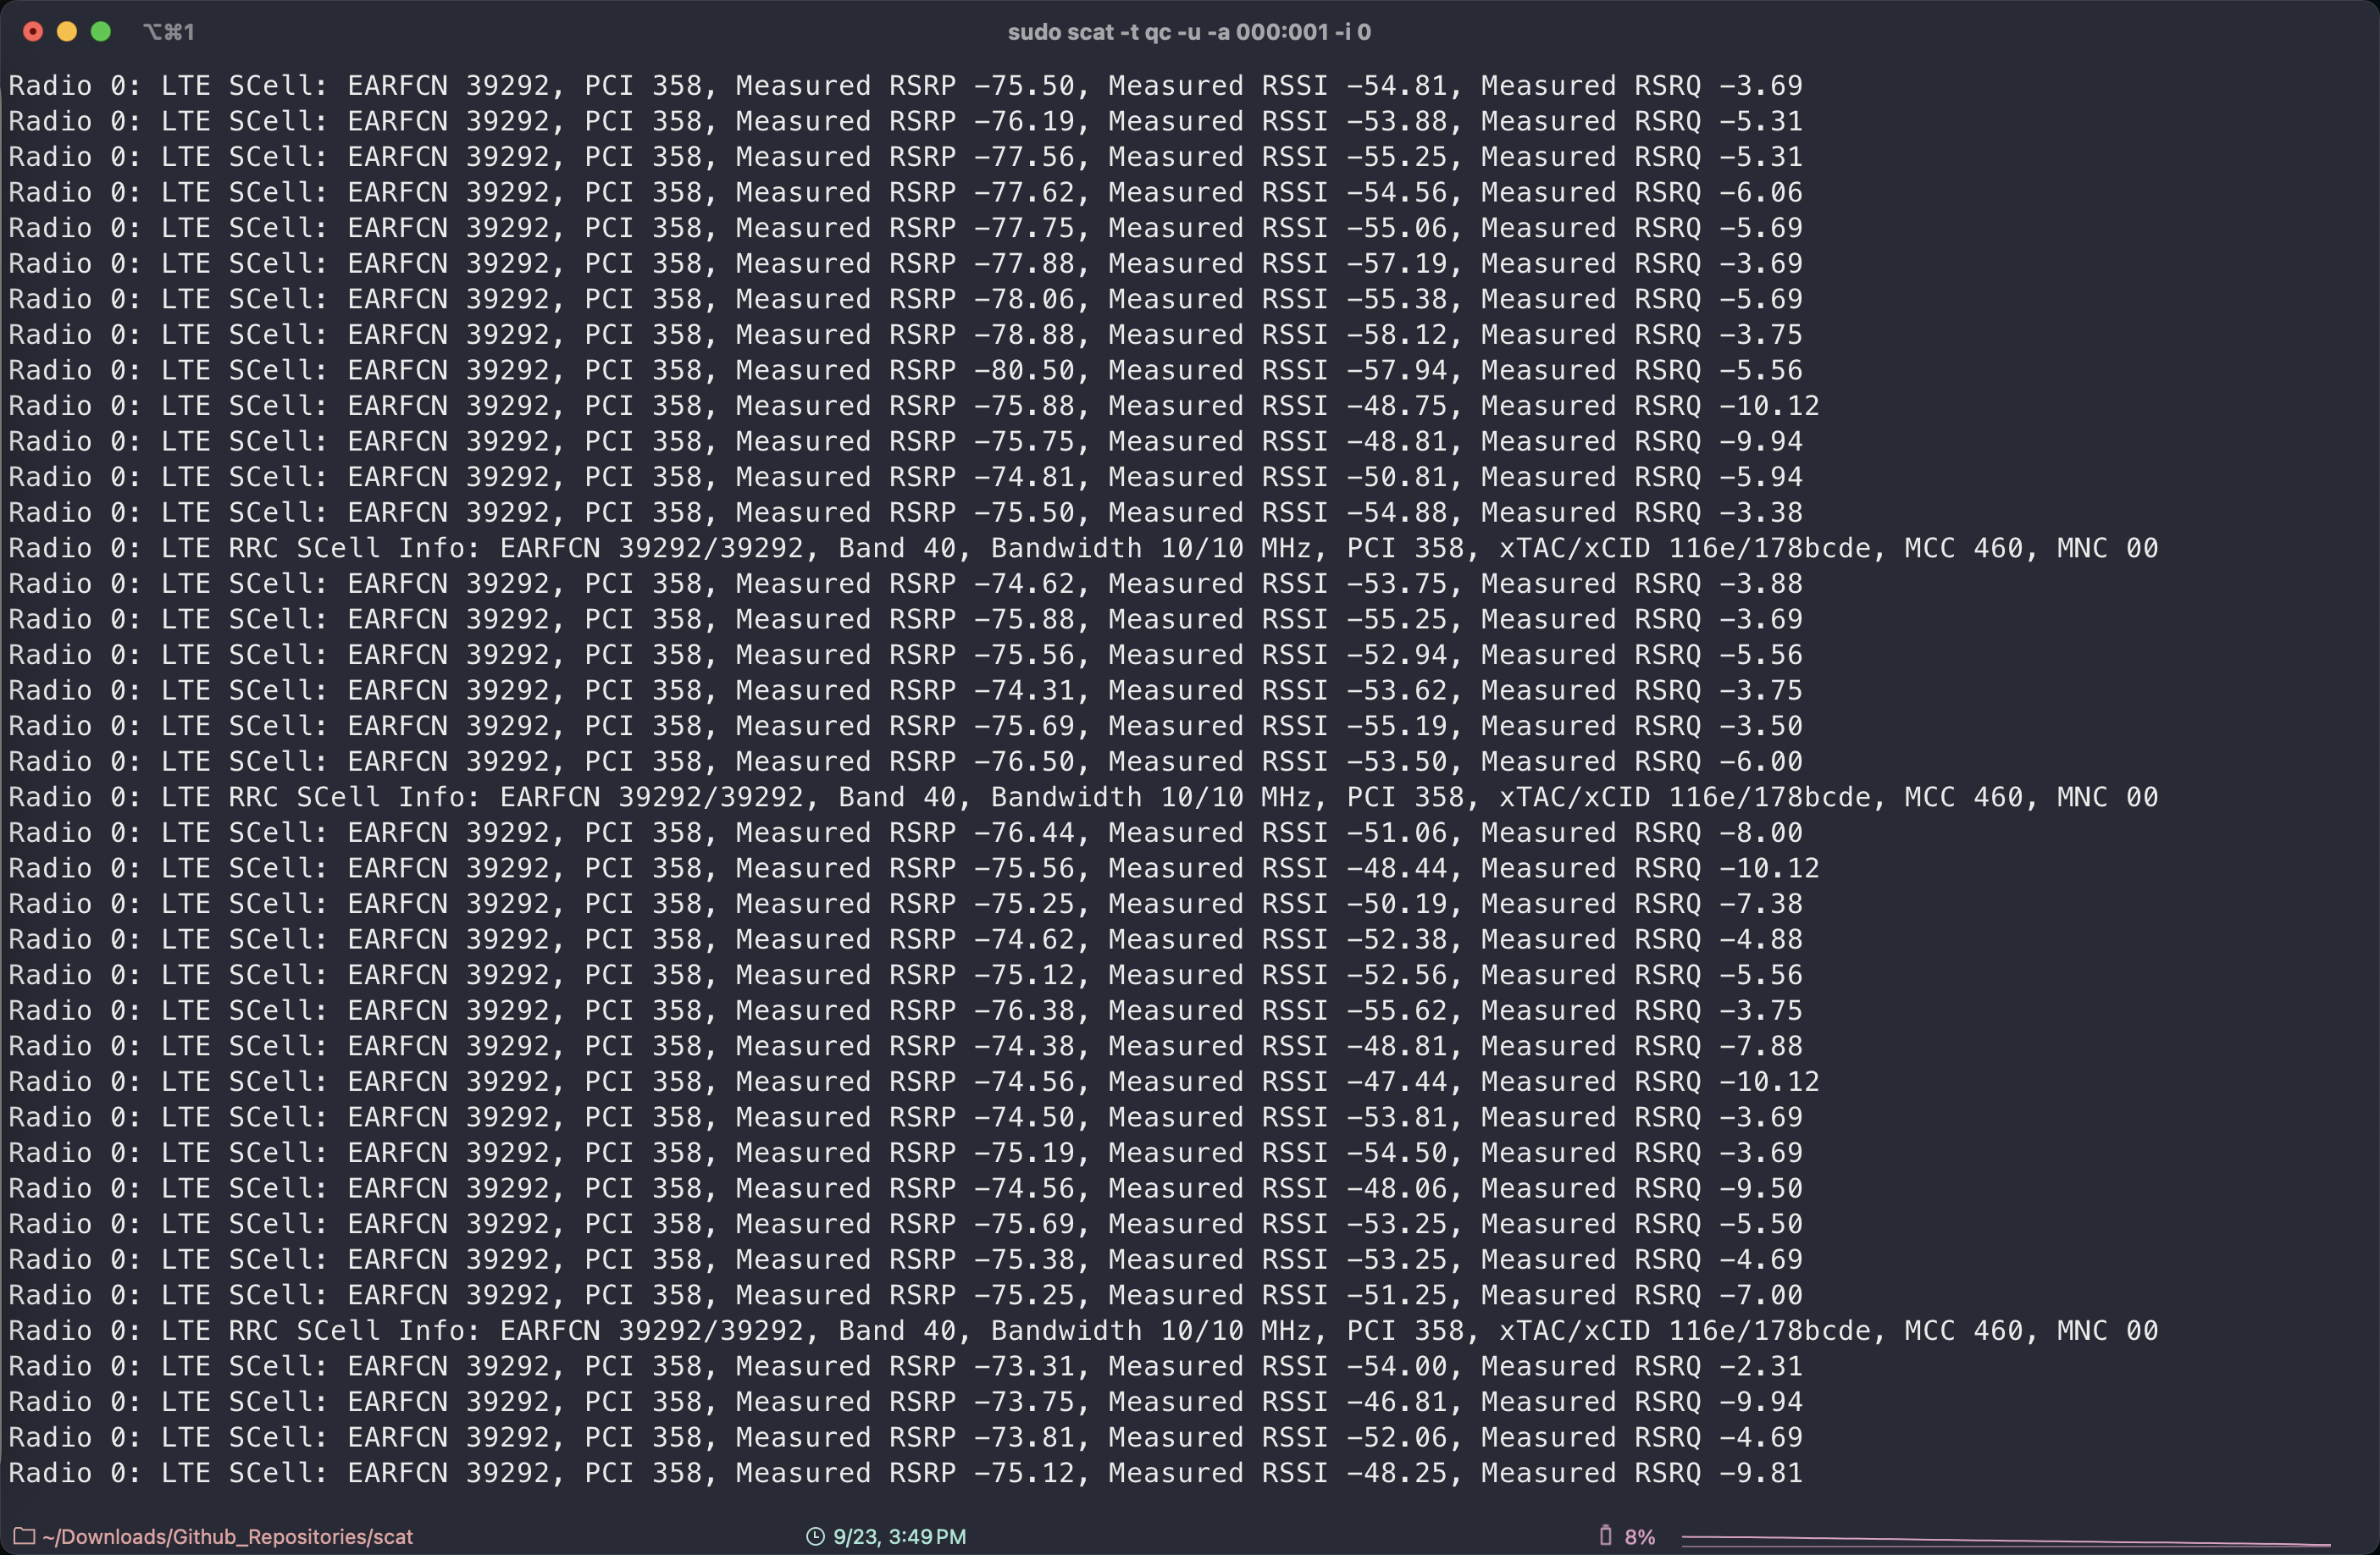 ⌥⌘1 sudo scat -t qc -u -a 000:001 -i 0
Radio 0: LTE SCell: EARFCN 39292, PCI 358, Measured RSRP -75.50, Measured RSSI -54.81, Measured RSRQ -3.69
Radio 0: LTE SCell: EARFCN 39292, PCI 358, Measured RSRP -76.19, Measured RSSI -53.88, Measured RSRQ -5.31
Radio 0: LTE SCell: EARFCN 39292, PCI 358, Measured RSRP -77.56, Measured RSSI -55.25, Measured RSRQ -5.31
Radio 0: LTE SCell: EARFCN 39292, PCI 358, Measured RSRP -77.62, Measured RSSI -54.56, Measured RSRQ -6.06
Radio 0: LTE SCell: EARFCN 39292, PCI 358, Measured RSRP -77.75, Measured RSSI -55.06, Measured RSRQ -5.69
Radio 0: LTE SCell: EARFCN 39292, PCI 358, Measured RSRP -77.88, Measured RSSI -57.19, Measured RSRQ -3.69
Radio 0: LTE SCell: EARFCN 39292, PCI 358, Measured RSRP -78.06, Measured RSSI -55.38, Measured RSRQ -5.69
Radio 0: LTE SCell: EARFCN 39292, PCI 358, Measured RSRP -78.88, Measured RSSI -58.12, Measured RSRQ -3.75
Radio 0: LTE SCell: EARFCN 39292, PCI 358, Measured RSRP -80.50, Measured RSSI -57.94, Measured RSRQ -5.56
Radio 0: LTE SCell: EARFCN 39292, PCI 358, Measured RSRP -75.88, Measured RSSI -48.75, Measured RSRQ -10.12
Radio 0: LTE SCell: EARFCN 39292, PCI 358, Measured RSRP -75.75, Measured RSSI -48.81, Measured RSRQ -9.94
Radio 0: LTE SCell: EARFCN 39292, PCI 358, Measured RSRP -74.81, Measured RSSI -50.81, Measured RSRQ -5.94
Radio 0: LTE SCell: EARFCN 39292, PCI 358, Measured RSRP -75.50, Measured RSSI -54.88, Measured RSRQ -3.38
Radio 0: LTE RRC SCell Info: EARFCN 39292/39292, Band 40, Bandwidth 10/10 MHz, PCI 358, xTAC/xCID 116e/178bcde, MCC 460, MNC 00
Radio 0: LTE SCell: EARFCN 39292, PCI 358, Measured RSRP -74.62, Measured RSSI -53.75, Measured RSRQ -3.88
Radio 0: LTE SCell: EARFCN 39292, PCI 358, Measured RSRP -75.88, Measured RSSI -55.25, Measured RSRQ -3.69
Radio 0: LTE SCell: EARFCN 39292, PCI 358, Measured RSRP -75.56, Measured RSSI -52.94, Measured RSRQ -5.56
Radio 0: LTE SCell: EARFCN 39292, PCI 358, Measured RSRP -74.31, Measured RSSI -53.62, Measured RSRQ -3.75
Radio 0: LTE SCell: EARFCN 39292, PCI 358, Measured RSRP -75.69, Measured RSSI -55.19, Measured RSRQ -3.50
Radio 0: LTE SCell: EARFCN 39292, PCI 358, Measured RSRP -76.50, Measured RSSI -53.50, Measured RSRQ -6.00
Radio 0: LTE RRC SCell Info: EARFCN 39292/39292, Band 40, Bandwidth 10/10 MHz, PCI 358, xTAC/xCID 116e/178bcde, MCC 460, MNC 00
Radio 0: LTE SCell: EARFCN 39292, PCI 358, Measured RSRP -76.44, Measured RSSI -51.06, Measured RSRQ -8.00
Radio 0: LTE SCell: EARFCN 39292, PCI 358, Measured RSRP -75.56, Measured RSSI -48.44, Measured RSRQ -10.12
Radio 0: LTE SCell: EARFCN 39292, PCI 358, Measured RSRP -75.25, Measured RSSI -50.19, Measured RSRQ -7.38
Radio 0: LTE SCell: EARFCN 39292, PCI 358, Measured RSRP -74.62, Measured RSSI -52.38, Measured RSRQ -4.88
Radio 0: LTE SCell: EARFCN 39292, PCI 358, Measured RSRP -75.12, Measured RSSI -52.56, Measured RSRQ -5.56
Radio 0: LTE SCell: EARFCN 39292, PCI 358, Measured RSRP -76.38, Measured RSSI -55.62, Measured RSRQ -3.75
Radio 0: LTE SCell: EARFCN 39292, PCI 358, Measured RSRP -74.38, Measured RSSI -48.81, Measured RSRQ -7.88
Radio 0: LTE SCell: EARFCN 39292, PCI 358, Measured RSRP -74.56, Measured RSSI -47.44, Measured RSRQ -10.12
Radio 0: LTE SCell: EARFCN 39292, PCI 358, Measured RSRP -74.50, Measured RSSI -53.81, Measured RSRQ -3.69
Radio 0: LTE SCell: EARFCN 39292, PCI 358, Measured RSRP -75.19, Measured RSSI -54.50, Measured RSRQ -3.69
Radio 0: LTE SCell: EARFCN 39292, PCI 358, Measured RSRP -74.56, Measured RSSI -48.06, Measured RSRQ -9.50
Radio 0: LTE SCell: EARFCN 39292, PCI 358, Measured RSRP -75.69, Measured RSSI -53.25, Measured RSRQ -5.50
Radio 0: LTE SCell: EARFCN 39292, PCI 358, Measured RSRP -75.38, Measured RSSI -53.25, Measured RSRQ -4.69
Radio 0: LTE SCell: EARFCN 39292, PCI 358, Measured RSRP -75.25, Measured RSSI -51.25, Measured RSRQ -7.00
Radio 0: LTE RRC SCell Info: EARFCN 39292/39292, Band 40, Bandwidth 10/10 MHz, PCI 358, xTAC/xCID 116e/178bcde, MCC 460, MNC 00
Radio 0: LTE SCell: EARFCN 39292, PCI 358, Measured RSRP -73.31, Measured RSSI -54.00, Measured RSRQ -2.31
Radio 0: LTE SCell: EARFCN 39292, PCI 358, Measured RSRP -73.75, Measured RSSI -46.81, Measured RSRQ -9.94
Radio 0: LTE SCell: EARFCN 39292, PCI 358, Measured RSRP -73.81, Measured RSSI -52.06, Measured RSRQ -4.69
Radio 0: LTE SCell: EARFCN 39292, PCI 358, Measured RSRP -75.12, Measured RSSI -48.25, Measured RSRQ -9.81
~/Downloads/Github_Repositories/scat 9/23, 3:49 PM 8%